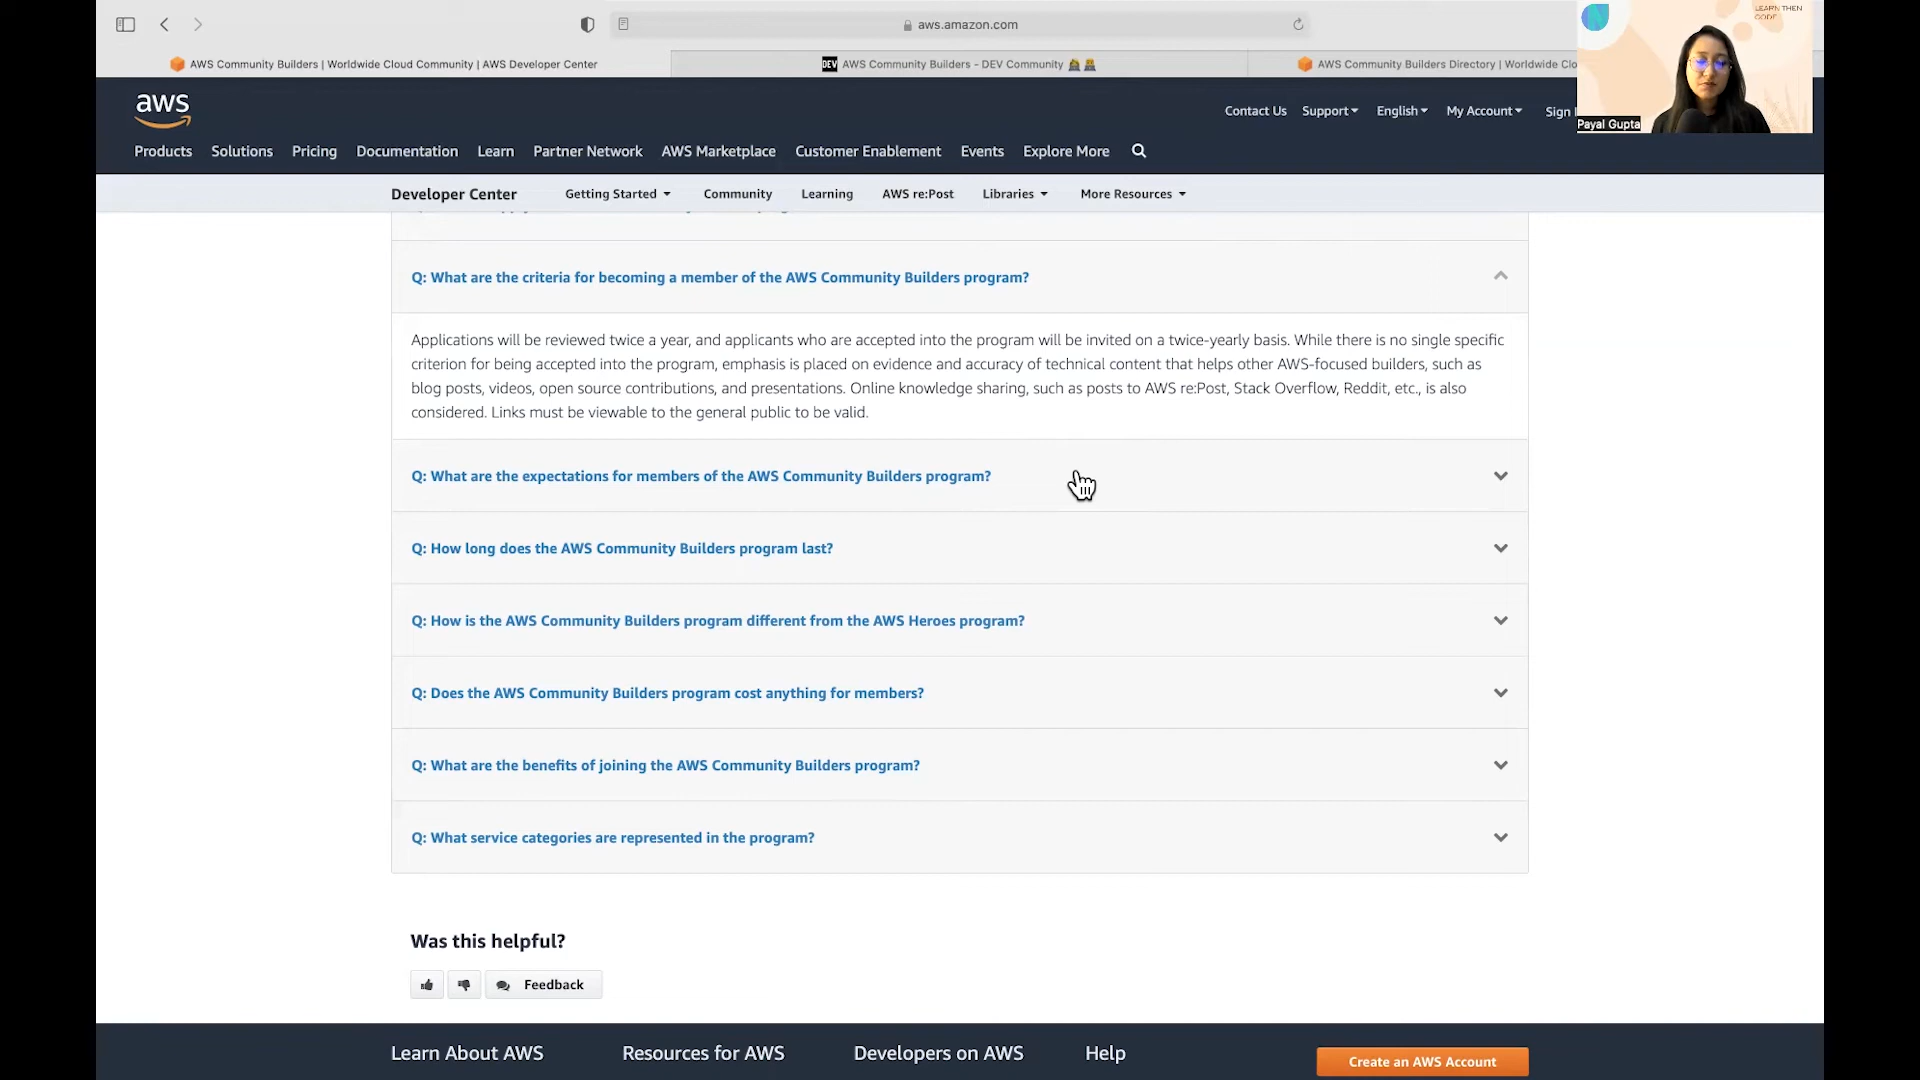 aws.amazon.com
LEARN THEN
CODE
AWS Community Builders | Worldwide Cloud Community | AWS Developer Center
DEV AWS Community Builders - DEV Community
AWS Community Builders Directory | Worldwide Clo
Payal Gupta
aws
Contact Us Support English My Account Sign
Products Solutions Pricing Documentation Learn Partner Network AWS Marketplace Customer Enablement Events Explore More
Developer Center Getting Started Community Learning AWS re:Post Libraries More Resources
Q: What are the criteria for becoming a member of the AWS Community Builders program?
Applications will be reviewed twice a year, and applicants who are accepted into the program will be invited on a twice-yearly basis. While there is no single specific
criterion for being accepted into the program, emphasis is placed on evidence and accuracy of technical content that helps other AWS-focused builders, such as
blog posts, videos, open source contributions, and presentations. Online knowledge sharing, such as posts to AWS re:Post, Stack Overflow, Reddit, etc., is also
considered. Links must be viewable to the general public to be valid.
Q: What are the expectations for members of the AWS Community Builders program?
Q: How long does the AWS Community Builders program last?
Q: How is the AWS Community Builders program different from the AWS Heroes program?
Q: Does the AWS Community Builders program cost anything for members?
Q: What are the benefits of joining the AWS Community Builders program?
Q: What service categories are represented in the program?
Was this helpful?
Feedback
Learn About AWS Resources for AWS Developers on AWS Help
Create an AWS Account